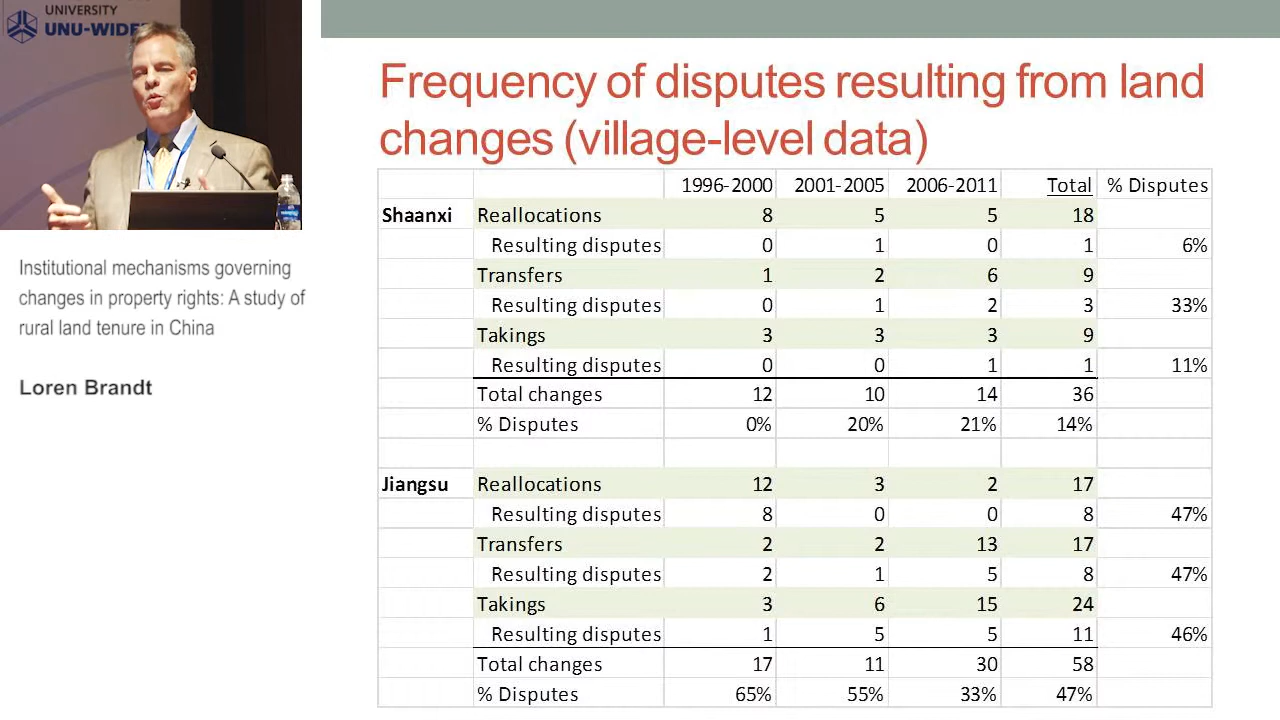 UNIVERSITY
UNU-WIDE
Frequency of disputes resulting from land
changes (village-level data)
1996-2000 2001-2005 2006-2011 Total % Disputes
Shaanxi Reallocations 8 5 5 18
Resulting disputes 0 1 0 1 6%
Transfers 1 2 6 9
Resulting disputes 0 1 2 3 33%
Takings 3 3 3 9
Resulting disputes 0 0 1 1 11%
Total changes 12 10 14 36
% Disputes 0% 20% 21% 14%
Jiangsu Reallocations 12 3 2 17
Resulting disputes 8 0 0 8 47%
Transfers 2 2 13 17
Resulting disputes 2 1 5 8 47%
Takings 3 6 15 24
Resulting disputes 1 5 5 11 46%
Total changes 17 11 30 58
% Disputes 65% 55% 33% 47%
Institutional mechanisms governing
changes in property rights: A study of
rural land tenure in China
Loren Brandt